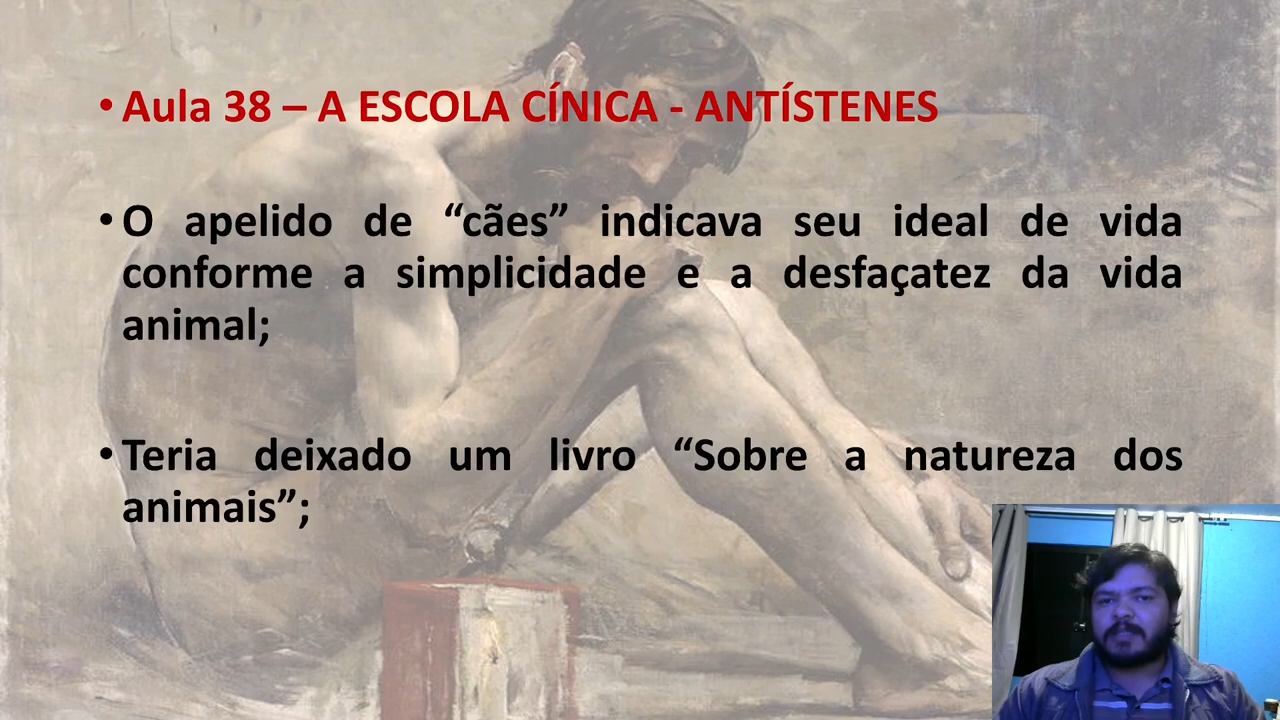 • Aula 38 – A ESCOLA CÍNICA - ANTÍSTENES
• O apelido de “cães” indicava seu ideal de vida
conforme a simplicidade e a desfaçatez da vida
animal;
• Teria deixado um livro “Sobre a natureza dos
animais”;